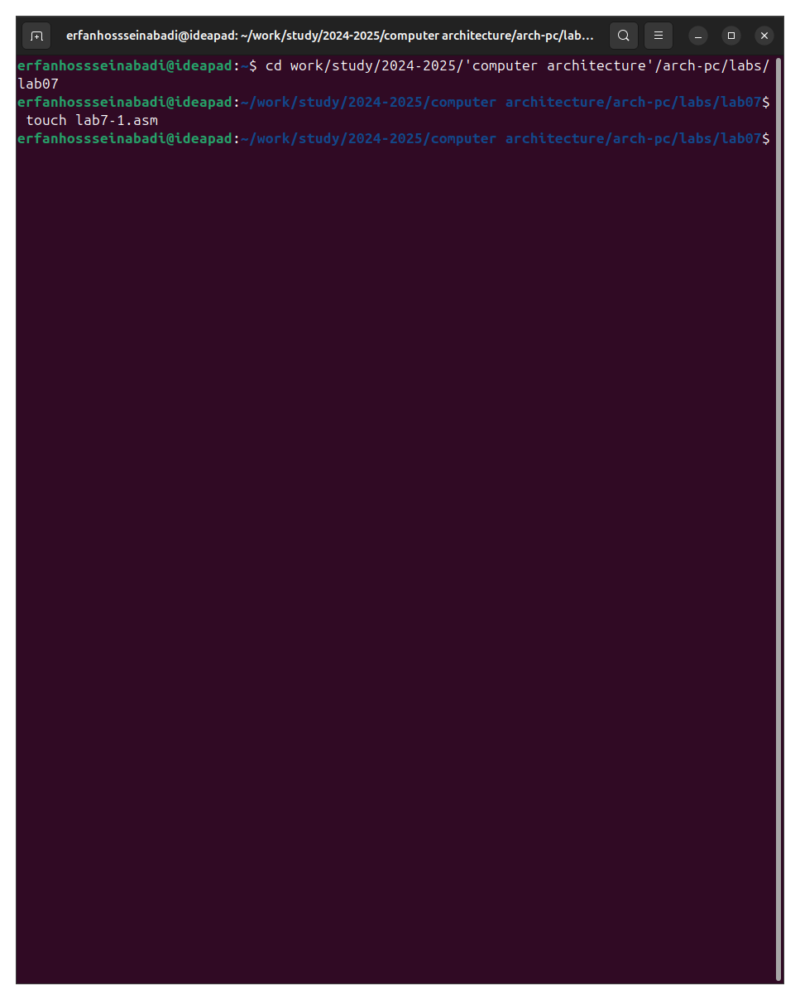 erfanhossseinabadi@ideapad: ~/work/study/2024-2025/computer architecture/arch-pc/lab...
erfanhossseinabadi@ideapad:~$ cd work/study/2024-2025/'computer architecture'/arch-pc/labs/
lab07
erfanhossseinabadi@ideapad:~/work/study/2024-2025/computer architecture/arch-pc/labs/lab07$
 touch lab7-1.asm
erfanhossseinabadi@ideapad:~/work/study/2024-2025/computer architecture/arch-pc/labs/lab07$